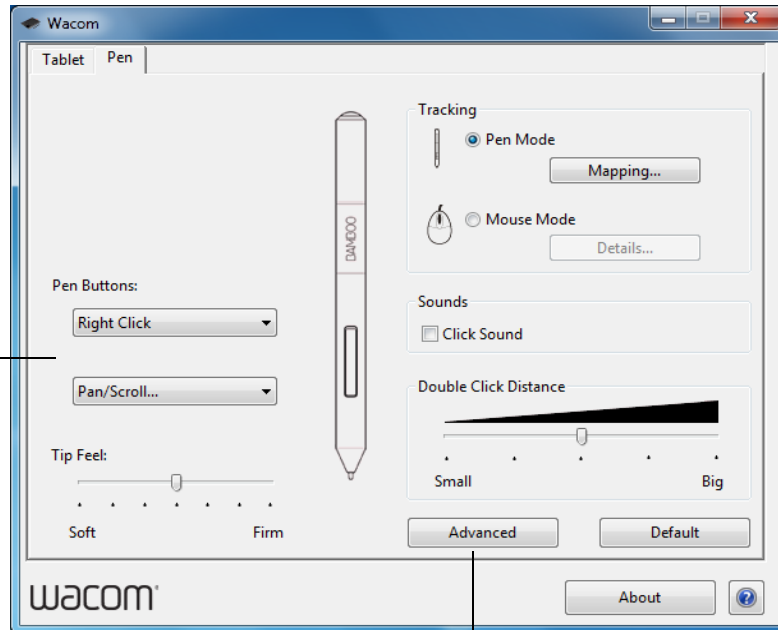 Wacom
Tablet
Pen
Tracking
Pen Mode
Mapping...
Mouse Mode
Details...
BAMBOO
Pen Buttons:
Right Click
Pan/Scroll...
Sounds
Click Sound
Double Click Distance
Small
Big
Tip Feel:
Soft
Firm
Advanced
Default
wacom
About
?